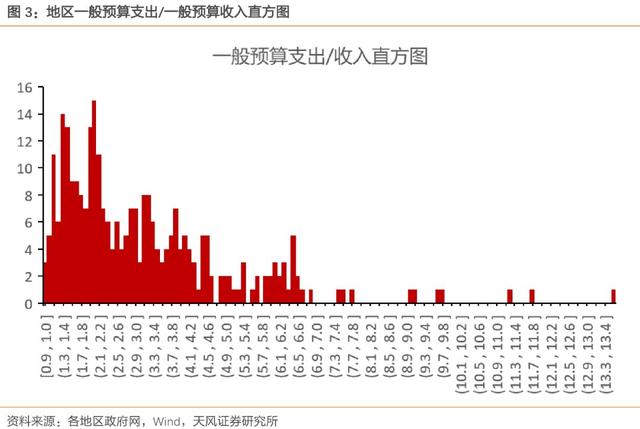 图 3：地区一般预算支出/一般预算收入直方图
一般预算支出/收入直方图
16
14
12
10
8
6
4
2
0
[0.9 , 1.0 ]
(1.3 , 1.4 ]
(1.7 , 1.8 ]
(2.1 , 2.2 ]
(2.5 , 2.6 ]
(2.9 , 3.0 ]
(3.3 , 3.4 ]
(3.7 , 3.8 ]
(4.1 , 4.2 ]
(4.5 , 4.6 ]
(4.9 , 5.0 ]
(5.3 , 5.4 ]
(5.7 , 5.8 ]
(6.1 , 6.2 ]
(6.5 , 6.6 ]
(6.9 , 7.0 ]
(7.3 , 7.4 ]
(7.7 , 7.8 ]
(8.1 , 8.2 ]
(8.5 , 8.6 ]
(8.9 , 9.0 ]
(9.3 , 9.4 ]
(9.7 , 9.8 ]
(10.1 , 10.2 ]
(10.5 , 10.6 ]
(10.9 , 11.0 ]
(11.3 , 11.4 ]
(11.7 , 11.8 ]
(12.1 , 12.2 ]
(12.5 , 12.6 ]
(12.9 , 13.0 ]
(13.3 , 13.4 ]
资料来源：各地区政府网，Wind，天风证券研究所